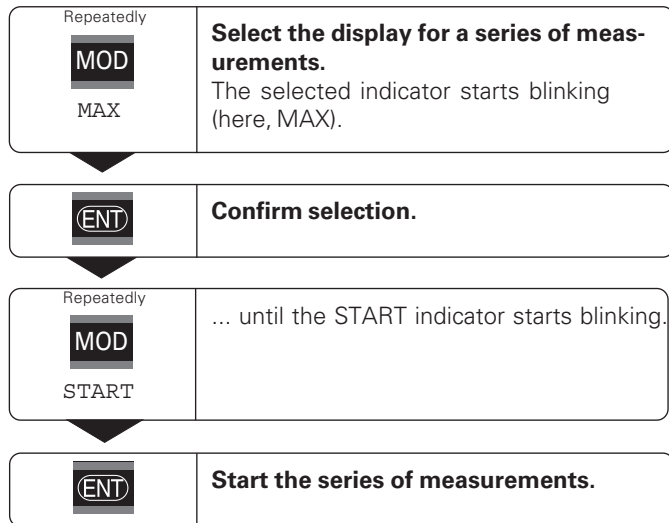 Repeatedly
MOD
MAX
Select the display for a series of meas-
urements.
The selected indicator starts blinking
(here, MAX).
ENT
Confirm selection.
Repeatedly
MOD
START
... until the START indicator starts blinking.
ENT
Start the series of measurements.